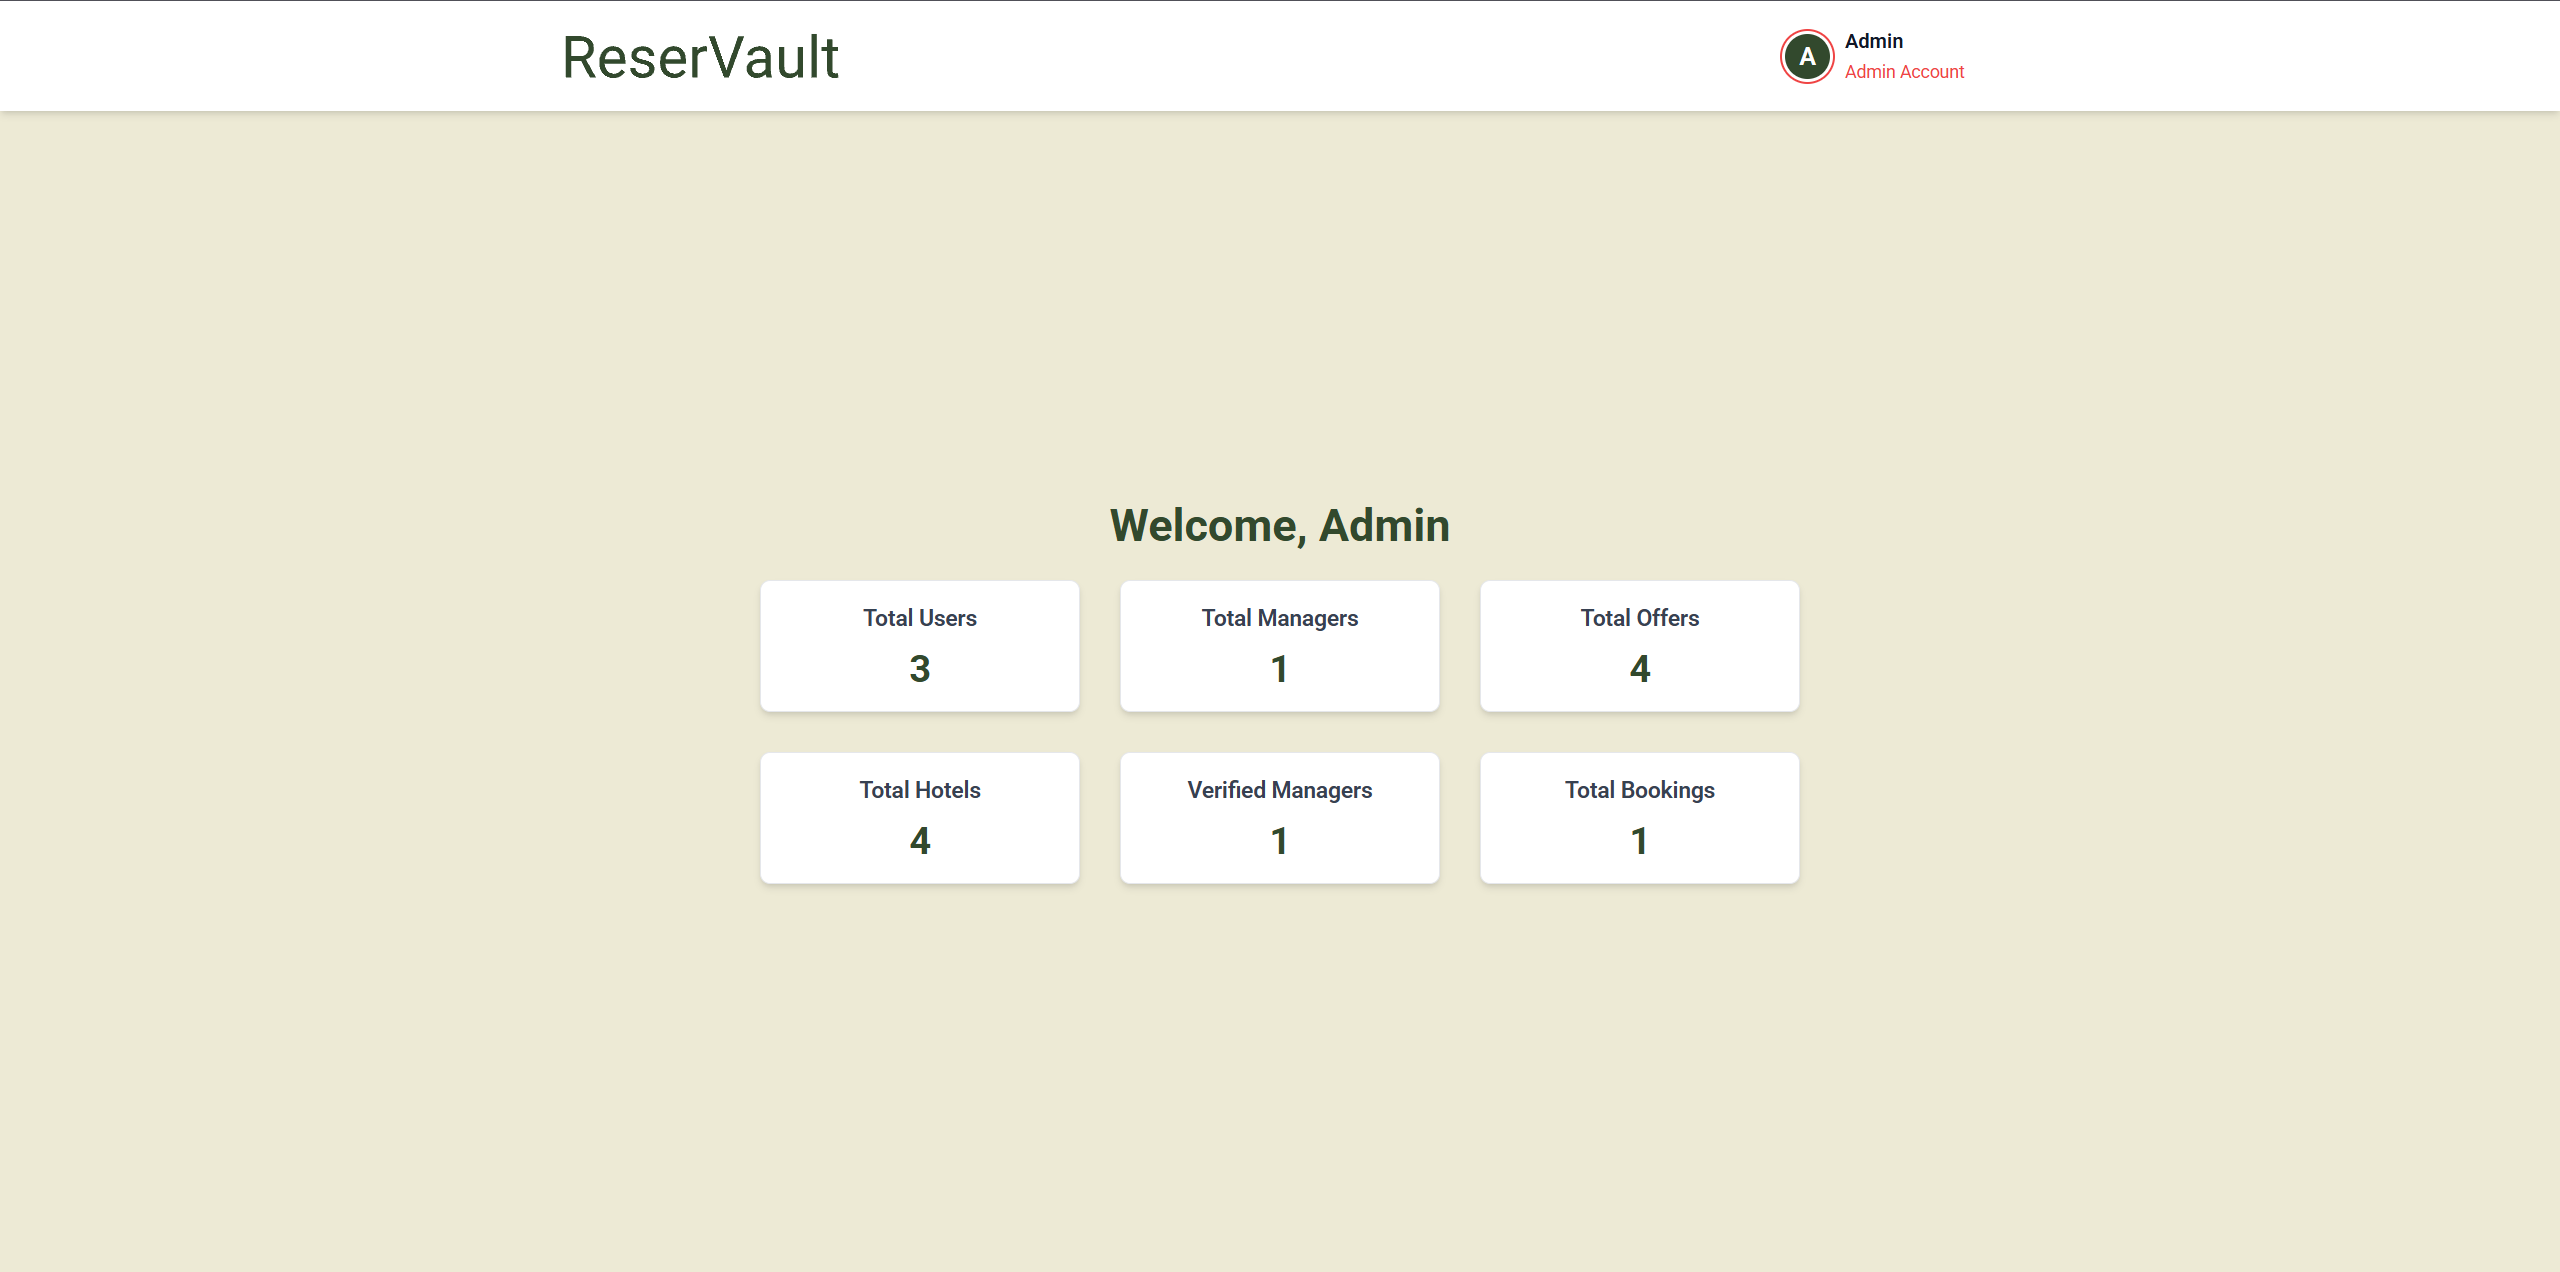 ReserVault
A
Admin
Admin Account
Welcome, Admin
Total Users
3
Total Managers
1
Total Offers
4
Total Hotels
4
Verified Managers
1
Total Bookings
1